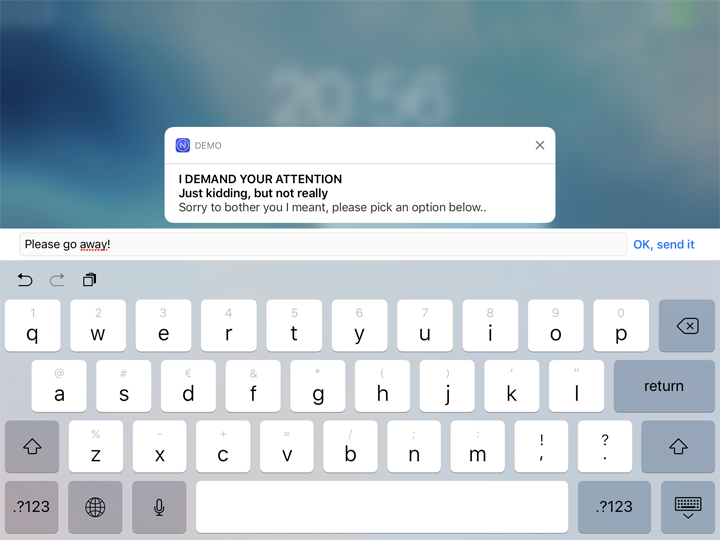 20:56
DEMO
I DEMAND YOUR ATTENTION
Just kidding, but not really
Sorry to bother you I meant, please pick an option below..
Please go away!
OK, send it
1 2 3 4 5 6 7 8 9 0
q w e r t y u i o p
@ # € & * ( ) ' "
a s d f g h j k l return
% - + = / ; : ! ?
z x c v b n m , .
.?123 .?123